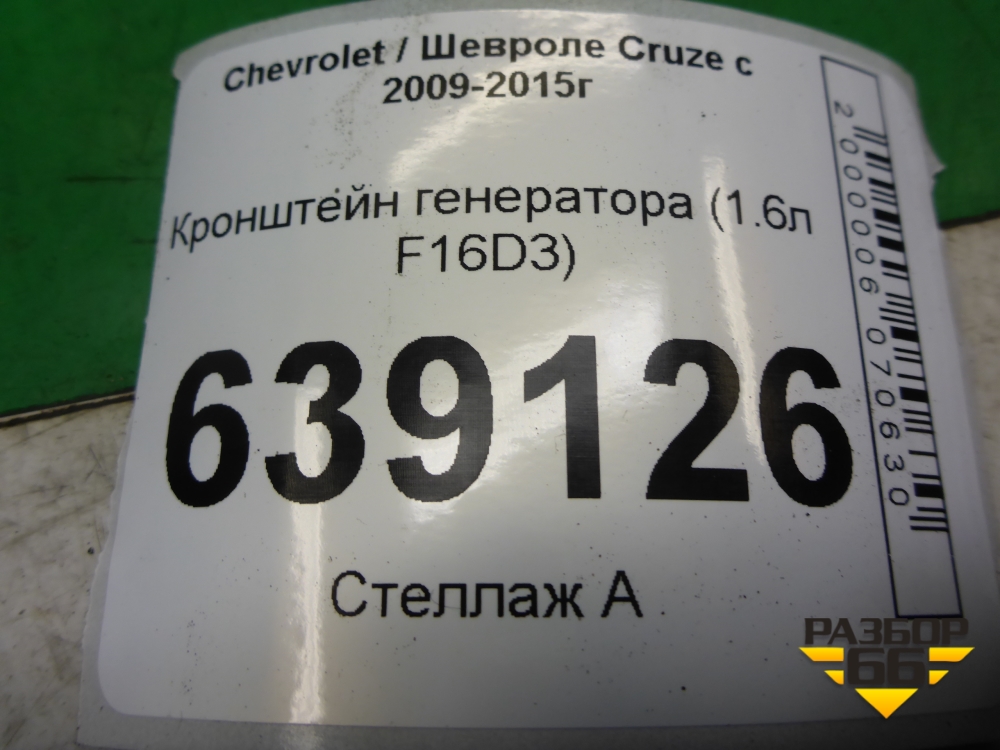 Chevrolet / Шевроле Cruze с
2009-2015г
Кронштейн генератора (1.6л
F16D3)
639126
Стеллаж А
2000006070630
РАЗБОР
66